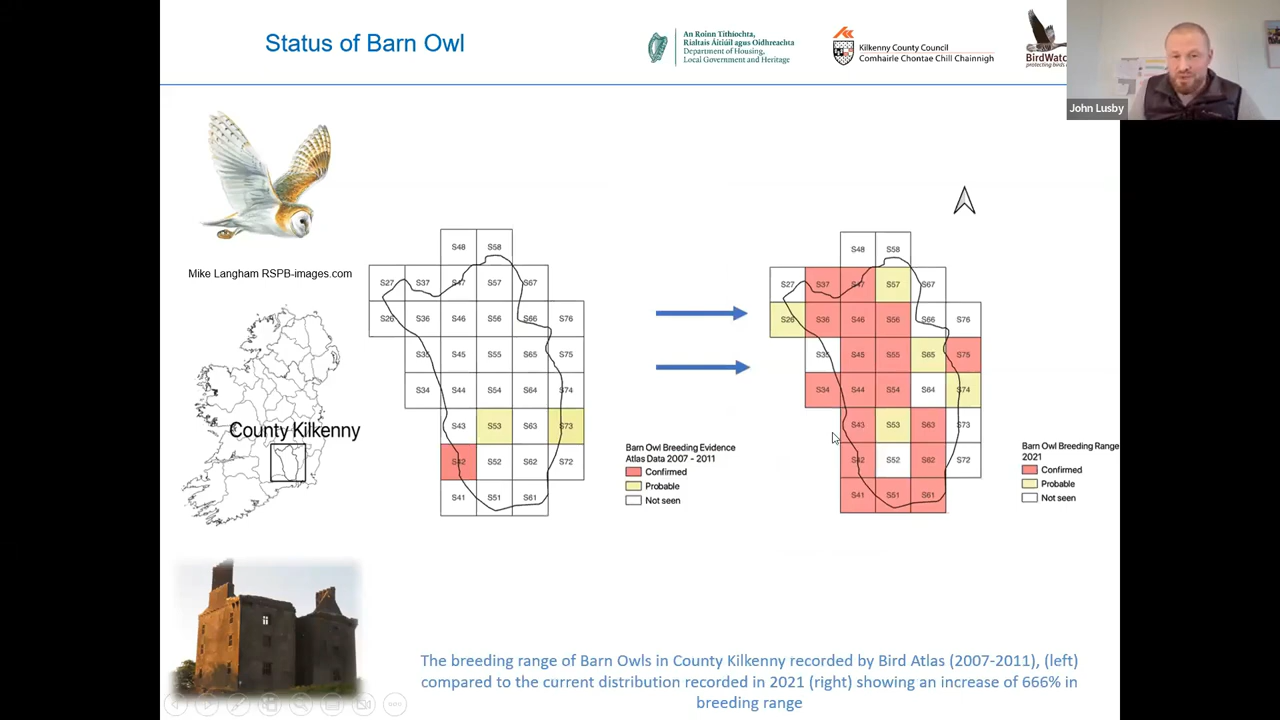 Status of Barn Owl
An Roinn Tithíochta,
Rialtais Áitiúil agus Oidhreachta
Department of Housing,
Local Government and Heritage
Kilkenny County Council
Comhairle Chontae Chill Chainnigh
BirdWatc
protecting birds
John Lusby
Mike Langham RSPB-images.com
County Kilkenny
S48 S58
S27 S37 S47 S57 S67
S26 S36 S46 S56 S66 S76
S35 S45 S55 S65 S75
S34 S44 S54 S64 S74
S43 S53 S63 S73
S42 S52 S62 S72
S41 S51 S61
Barn Owl Breeding Evidence
Atlas Data 2007 - 2011
Confirmed
Probable
Not seen
S48 S58
S27 S37 S47 S57 S67
S26 S36 S46 S56 S66 S76
S35 S45 S55 S65 S75
S34 S44 S54 S64 S74
S43 S53 S63 S73
S42 S52 S62 S72
S41 S51 S61
Barn Owl Breeding Range
2021
Confirmed
Probable
Not seen
The breeding range of Barn Owls in County Kilkenny recorded by Bird Atlas (2007-2011), (left)
compared to the current distribution recorded in 2021 (right) showing an increase of 666% in
breeding range